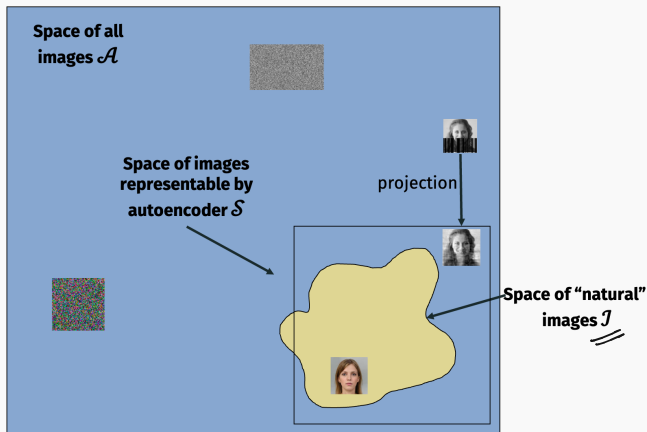 Space of all
images 𝒜
Space of images
representable by
autoencoder 𝒮
projection
Space of “natural”
images ℐ